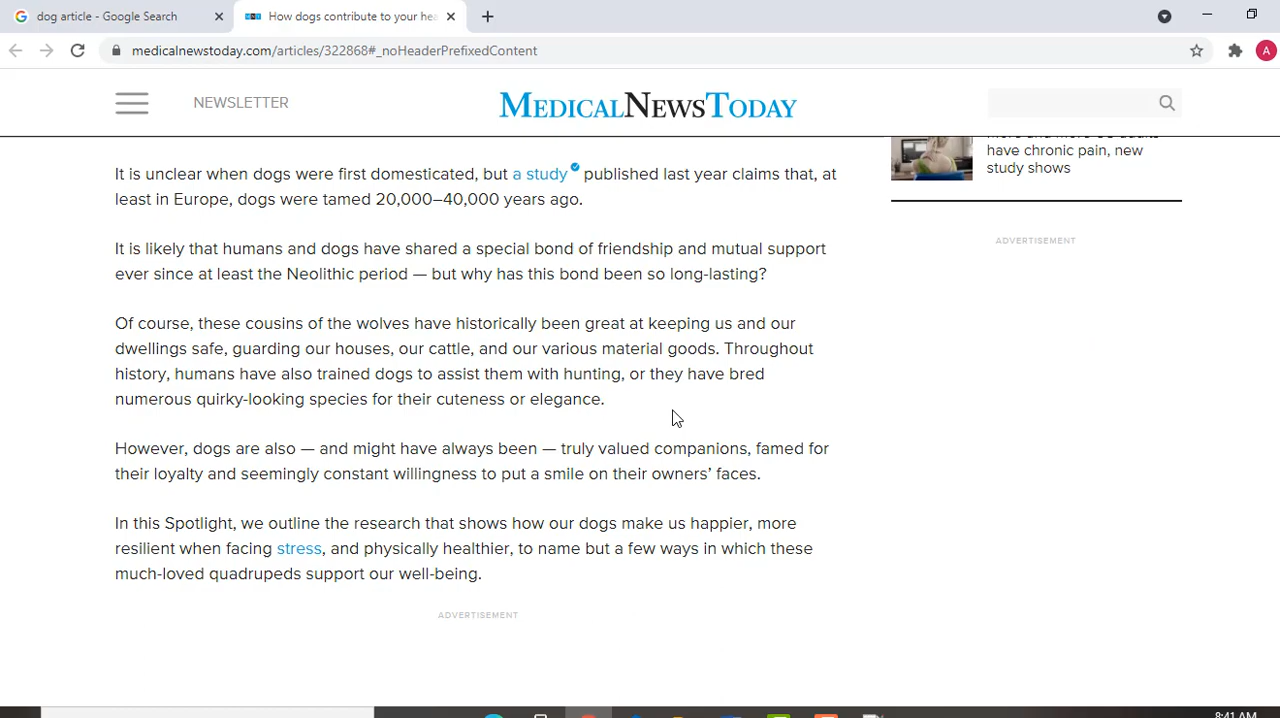 dog article - Google Search
How dogs contribute to your hea
medicalnewstoday.com/articles/322868#_noHeaderPrefixedContent
A
NEWSLETTER
MEDICALNEWSTODAY
have chronic pain, new
study shows
ADVERTISEMENT
It is unclear when dogs were first domesticated, but a study published last year claims that, at
least in Europe, dogs were tamed 20,000–40,000 years ago.
It is likely that humans and dogs have shared a special bond of friendship and mutual support
ever since at least the Neolithic period — but why has this bond been so long-lasting?
Of course, these cousins of the wolves have historically been great at keeping us and our
dwellings safe, guarding our houses, our cattle, and our various material goods. Throughout
history, humans have also trained dogs to assist them with hunting, or they have bred
numerous quirky-looking species for their cuteness or elegance.
However, dogs are also — and might have always been — truly valued companions, famed for
their loyalty and seemingly constant willingness to put a smile on their owners’ faces.
In this Spotlight, we outline the research that shows how our dogs make us happier, more
resilient when facing stress, and physically healthier, to name but a few ways in which these
much-loved quadrupeds support our well-being.
ADVERTISEMENT
8:41 AM